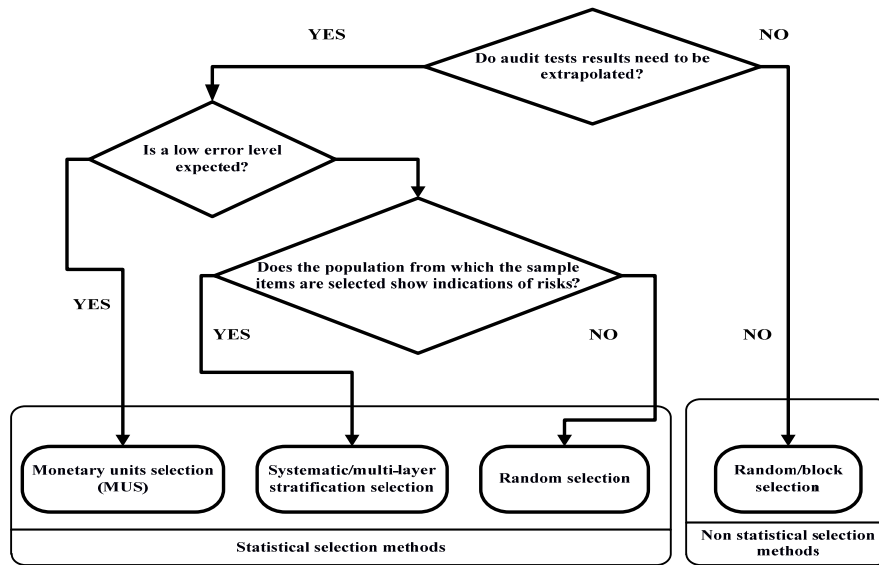 YES
NO
Do audit tests results need to be
extrapolated?
Is a low error level
expected?
Does the population from which the sample
items are selected show indications of risks?
YES
YES
NO
NO
Monetary units selection
(MUS)
Systematic/multi-layer
stratification selection
Random selection
Random/block
selection
Statistical selection methods
Non statistical selection
methods